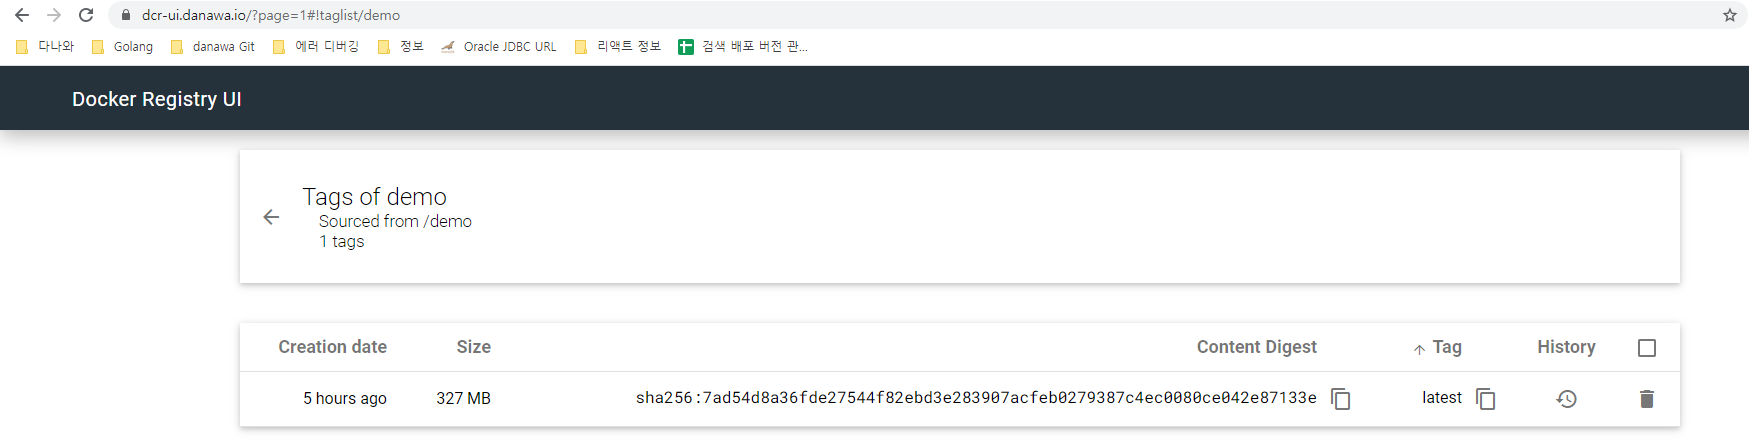 dcr-ui.danawa.io/?page=1#!taglist/demo
다나와 Golang danawa Git 에러 디버깅 정보 Oracle JDBC URL 리액트 정보 검색 배포 버전 관...
Docker Registry UI
Tags of demo
Sourced from /demo
1 tags
Creation date Size Content Digest Tag History
5 hours ago 327 MB sha256:7ad54d8a36fde27544f82ebd3e283907acfeb0279387c4ec0080ce042e87133e latest